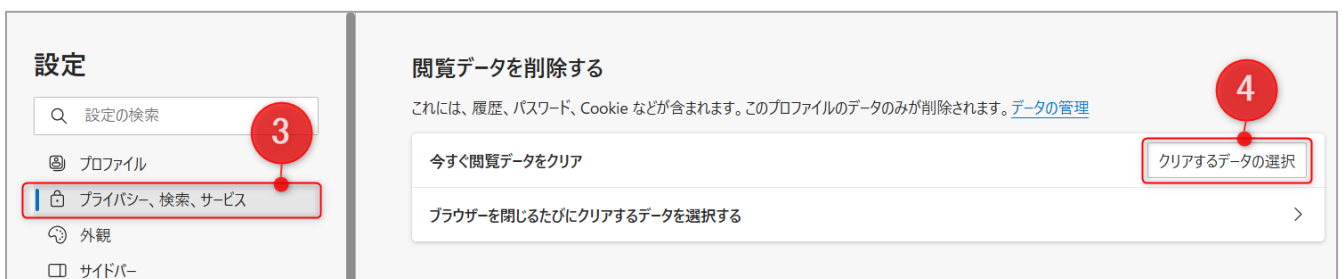 設定
設定の検索
3
プロファイル
プライバシー、検索、サービス
外観
サイドバー
閲覧データを削除する
これには、履歴、パスワード、Cookie などが含まれます。このプロファイルのデータのみが削除されます。データの管理
4
今すぐ閲覧データをクリア
クリアするデータの選択
ブラウザーを閉じるたびにクリアするデータを選択する